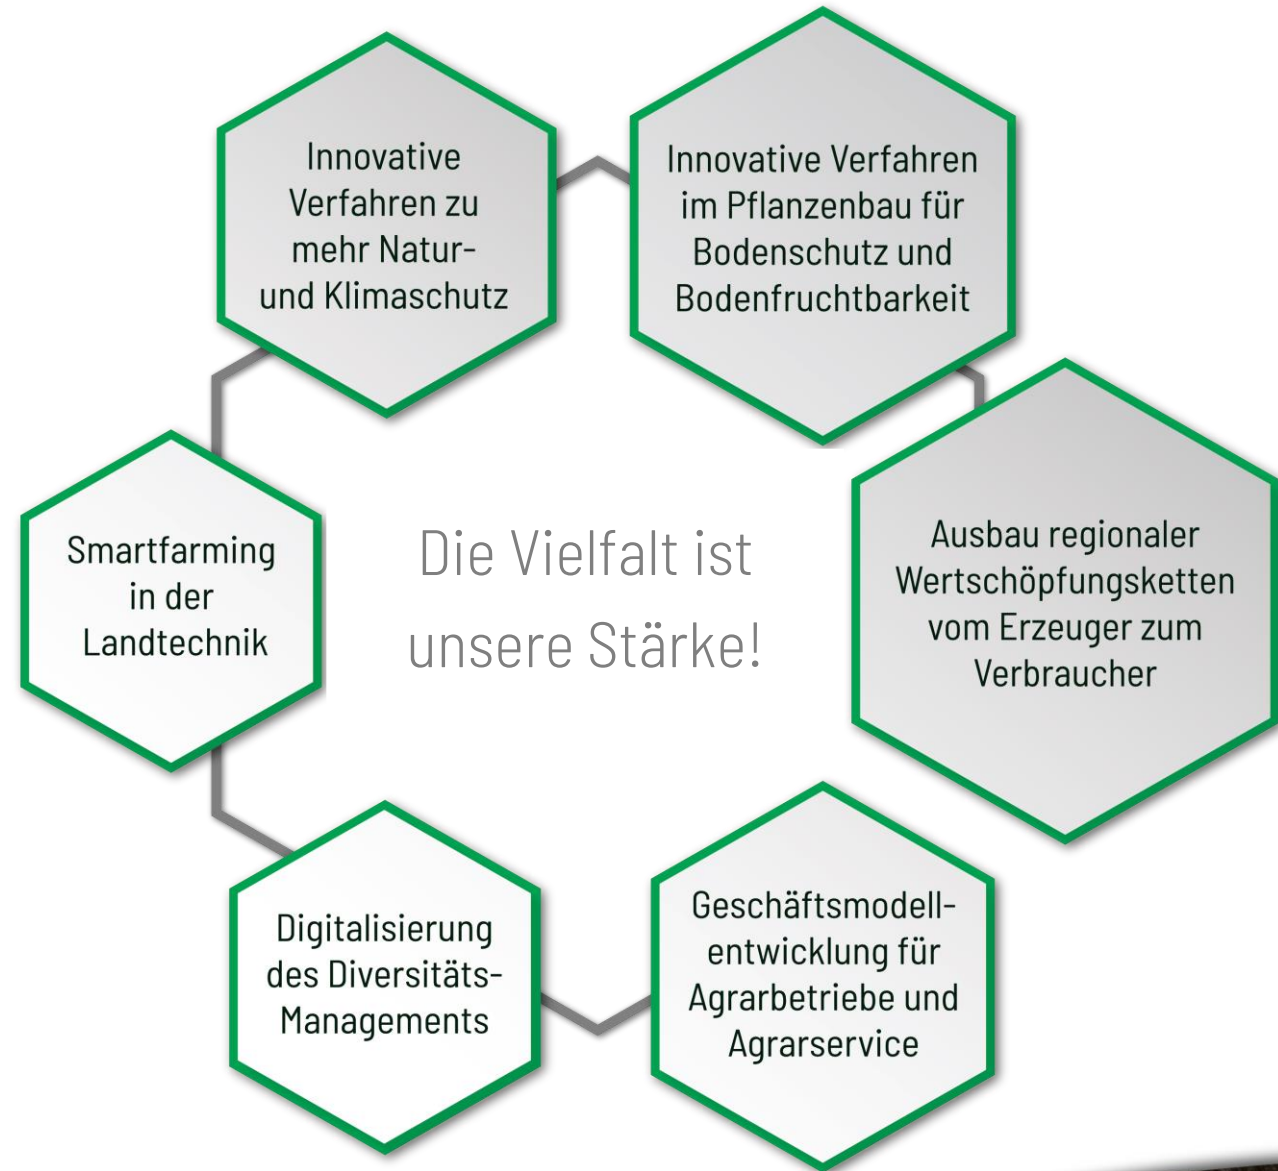 Innovative
Verfahren zu
mehr Natur-
und Klimaschutz
Innovative Verfahren
im Pflanzenbau für
Bodenschutz und
Bodenfruchtbarkeit
Ausbau regionaler
Wertschöpfungsketten
vom Erzeuger zum
Verbraucher
Smartfarming
in der
Landtechnik
Die Vielfalt ist
unsere Stärke!
Digitalisierung
des Diversitäts-
Managements
Geschäftsmodell-
entwicklung für
Agrarbetriebe und
Agrarservice